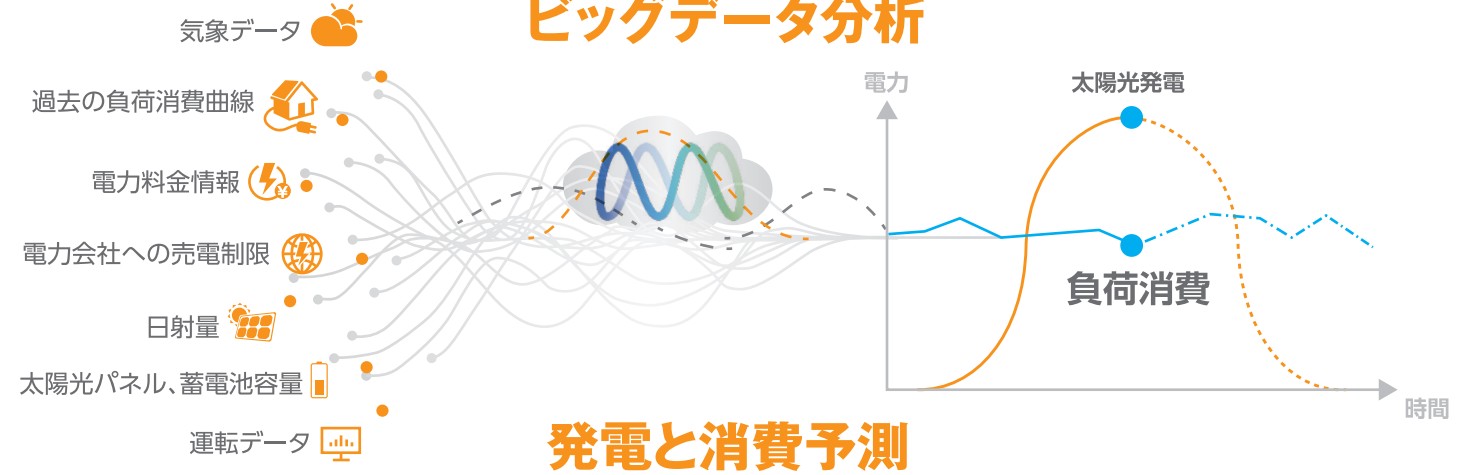 ビッグデータ分析
気象データ
過去の負荷消費曲線
電力料金情報
¥
電力会社への売電制限
日射量
太陽光パネル、蓄電池容量
運転データ
電力
太陽光発電
負荷消費
時間
発電と消費予測